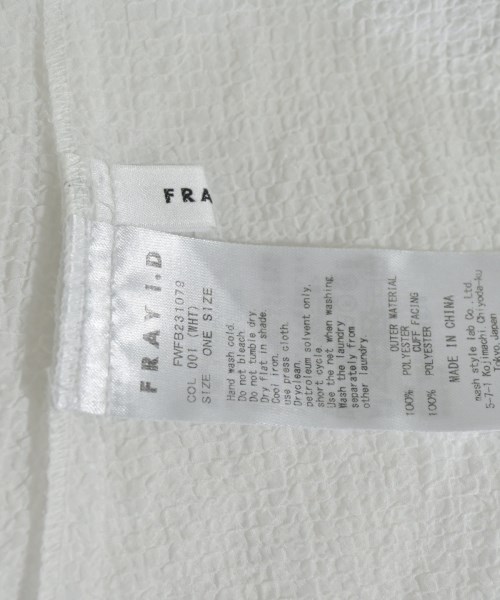 FRA
FRAY I.D
FWFB231079
COL 001 (WHT)
SIZE ONE SIZE
Hand wash cold.
Do not bleach
Do not tumble dry.
Dry flat in shade.
Cool iron.
use press cloth.
Dryclean,
petroleum solvent only,
short cycle.
Use the net when washing.
Wash the laundry
separately from
other laundry.
OUTER MATERIAL
100% POLYESTER
CUFF FACING
100% POLYESTER
MADE IN CHINA
mash style lab Co., Ltd.
5-7-1 Kojimachi, Chiyoda-ku
Tokyo Japan